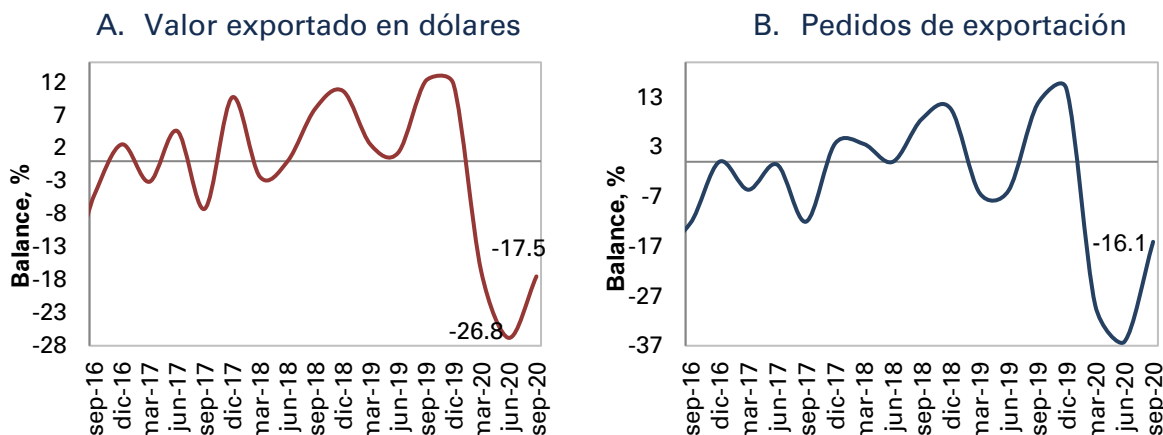 A. Valor exportado en dólares
Balance, %
12
7
2
-3
-8
-13
-18
-23
-28
-17.5
-26.8
sep-16
dic-16
mar-17
jun-17
sep-17
dic-17
mar-18
jun-18
sep-18
dic-18
mar-19
jun-19
sep-19
dic-19
mar-20
jun-20
sep-20
B. Pedidos de exportación
Balance, %
13
3
-7
-17
-27
-37
-16.1
sep-16
dic-16
mar-17
jun-17
sep-17
dic-17
mar-18
jun-18
sep-18
dic-18
mar-19
jun-19
sep-19
dic-19
mar-20
jun-20
sep-20